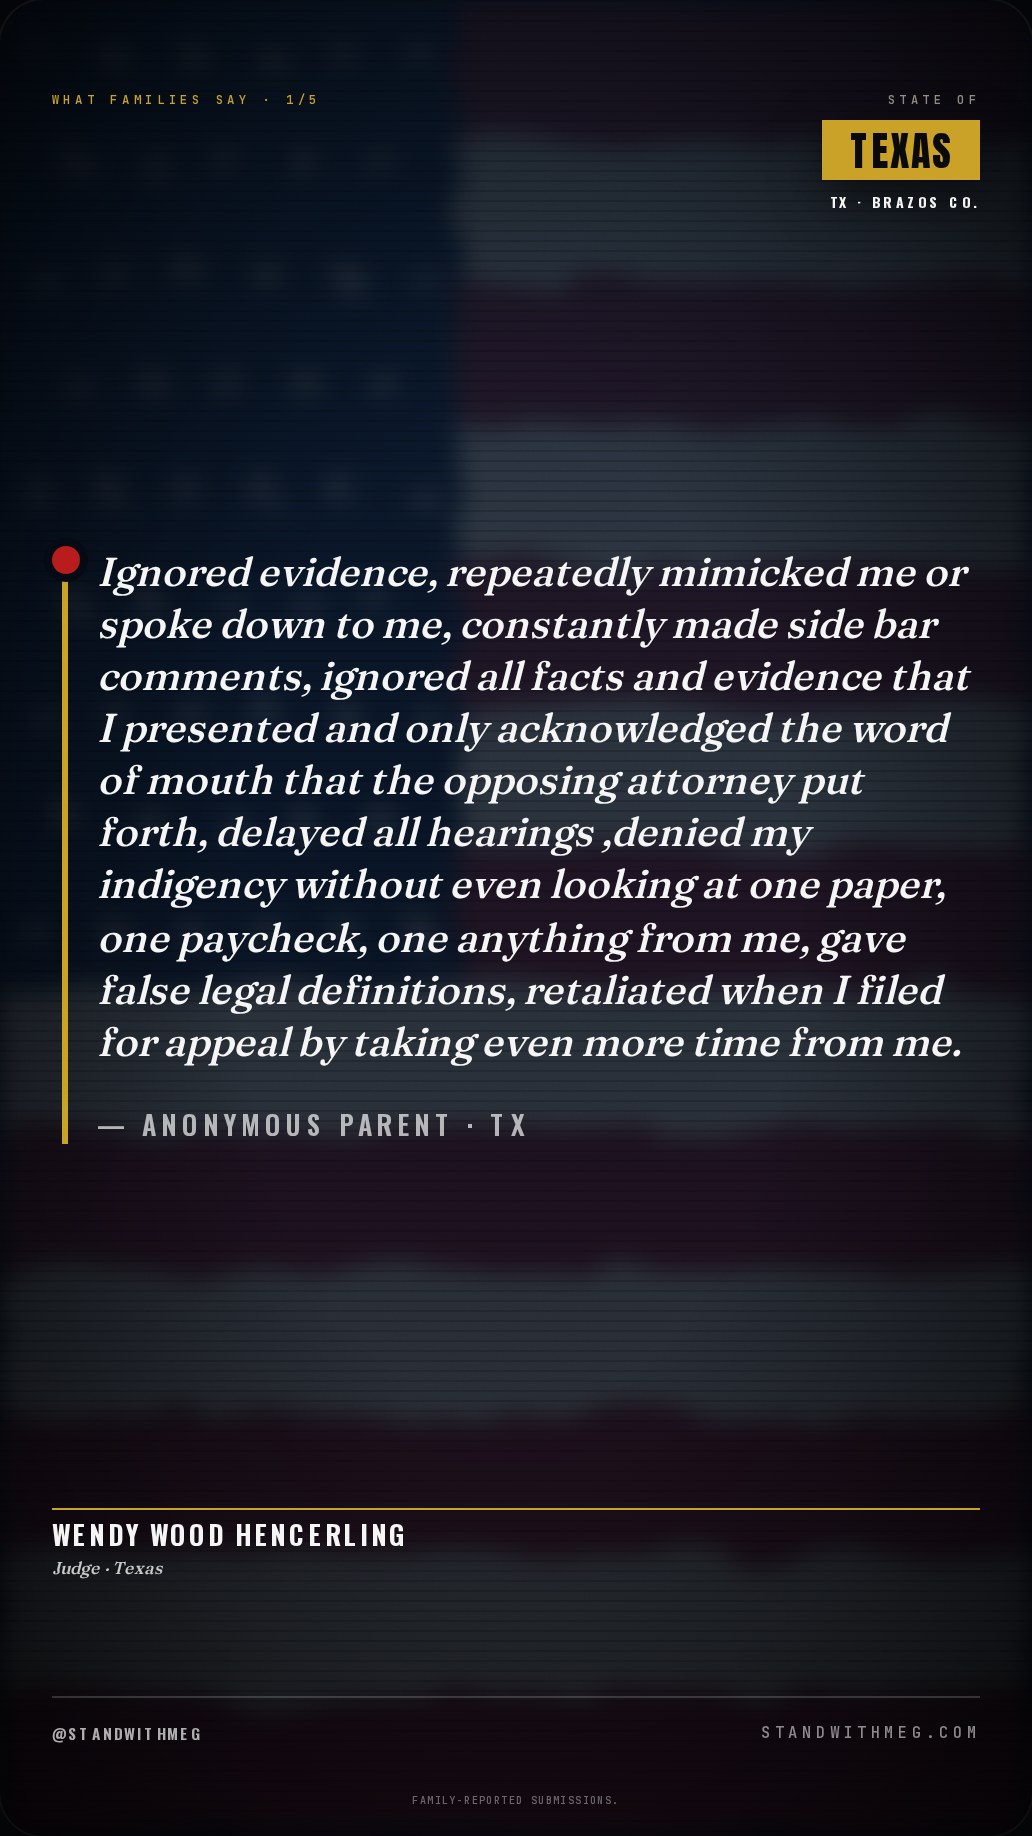 WHAT FAMILIES SAY · 1/5
STATE OF
TEXAS
TX · BRAZOS CO.
Ignored evidence, repeatedly mimicked me or
spoke down to me, constantly made side bar
comments, ignored all facts and evidence that
I presented and only acknowledged the word
of mouth that the opposing attorney put
forth, delayed all hearings ,denied my
indigency without even looking at one paper,
one paycheck, one anything from me, gave
false legal definitions, retaliated when I filed
for appeal by taking even more time from me.
— ANONYMOUS PARENT · TX
WENDY WOOD HENCERLING
Judge · Texas
@STANDWITHMEG
STANDWITHMEG.COM
FAMILY-REPORTED SUBMISSIONS.